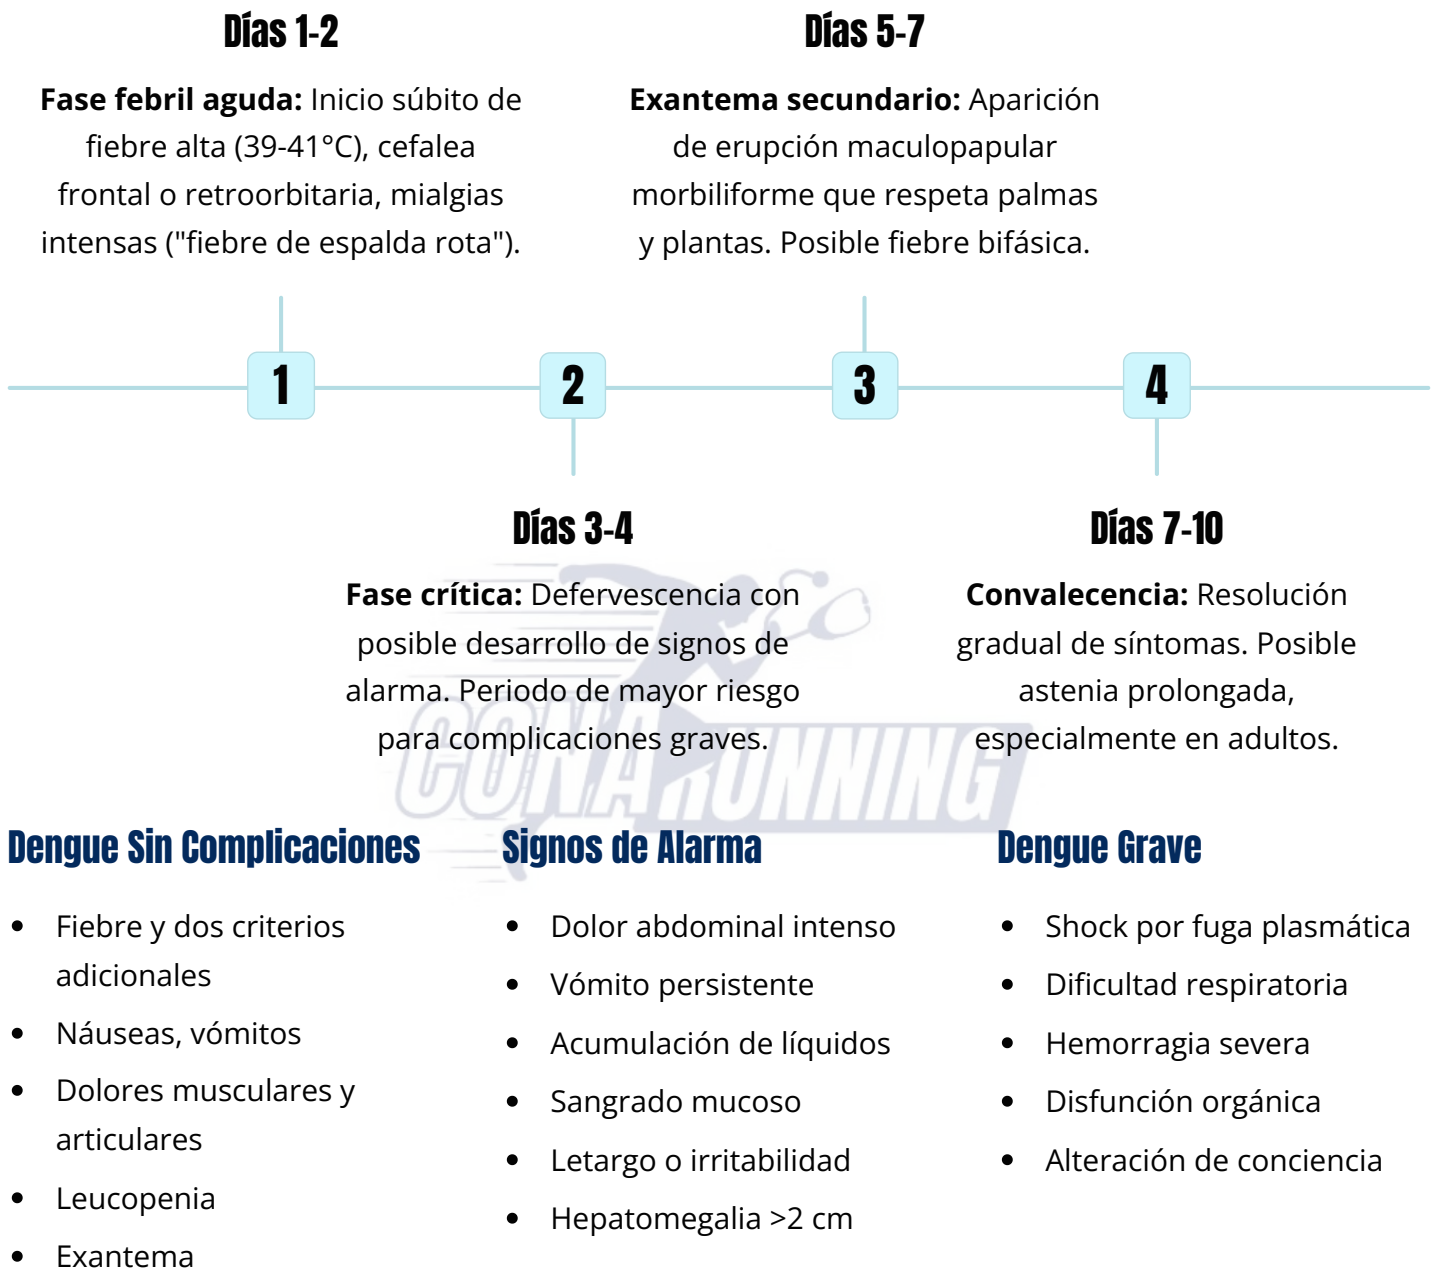 Días 1-2
Fase febril aguda: Inicio súbito de
fiebre alta (39-41°C), cefalea
frontal o retroorbitaria, mialgias
intensas ("fiebre de espalda rota").
Días 5-7
Exantema secundario: Aparición
de erupción maculopapular
morbiliforme que respeta palmas
y plantas. Posible fiebre bifásica.
1
2
3
4
Días 3-4
Fase crítica: Defervescencia con
posible desarrollo de signos de
alarma. Periodo de mayor riesgo
para complicaciones graves.
Días 7-10
Convalecencia: Resolución
gradual de síntomas. Posible
astenia prolongada,
especialmente en adultos.
CONARUNNING
Dengue Sin Complicaciones
• Fiebre y dos criterios
adicionales
• Náuseas, vómitos
• Dolores musculares y
articulares
• Leucopenia
• Exantema
Signos de Alarma
• Dolor abdominal intenso
• Vómito persistente
• Acumulación de líquidos
• Sangrado mucoso
• Letargo o irritabilidad
• Hepatomegalia >2 cm
Dengue Grave
• Shock por fuga plasmática
• Dificultad respiratoria
• Hemorragia severa
• Disfunción orgánica
• Alteración de conciencia